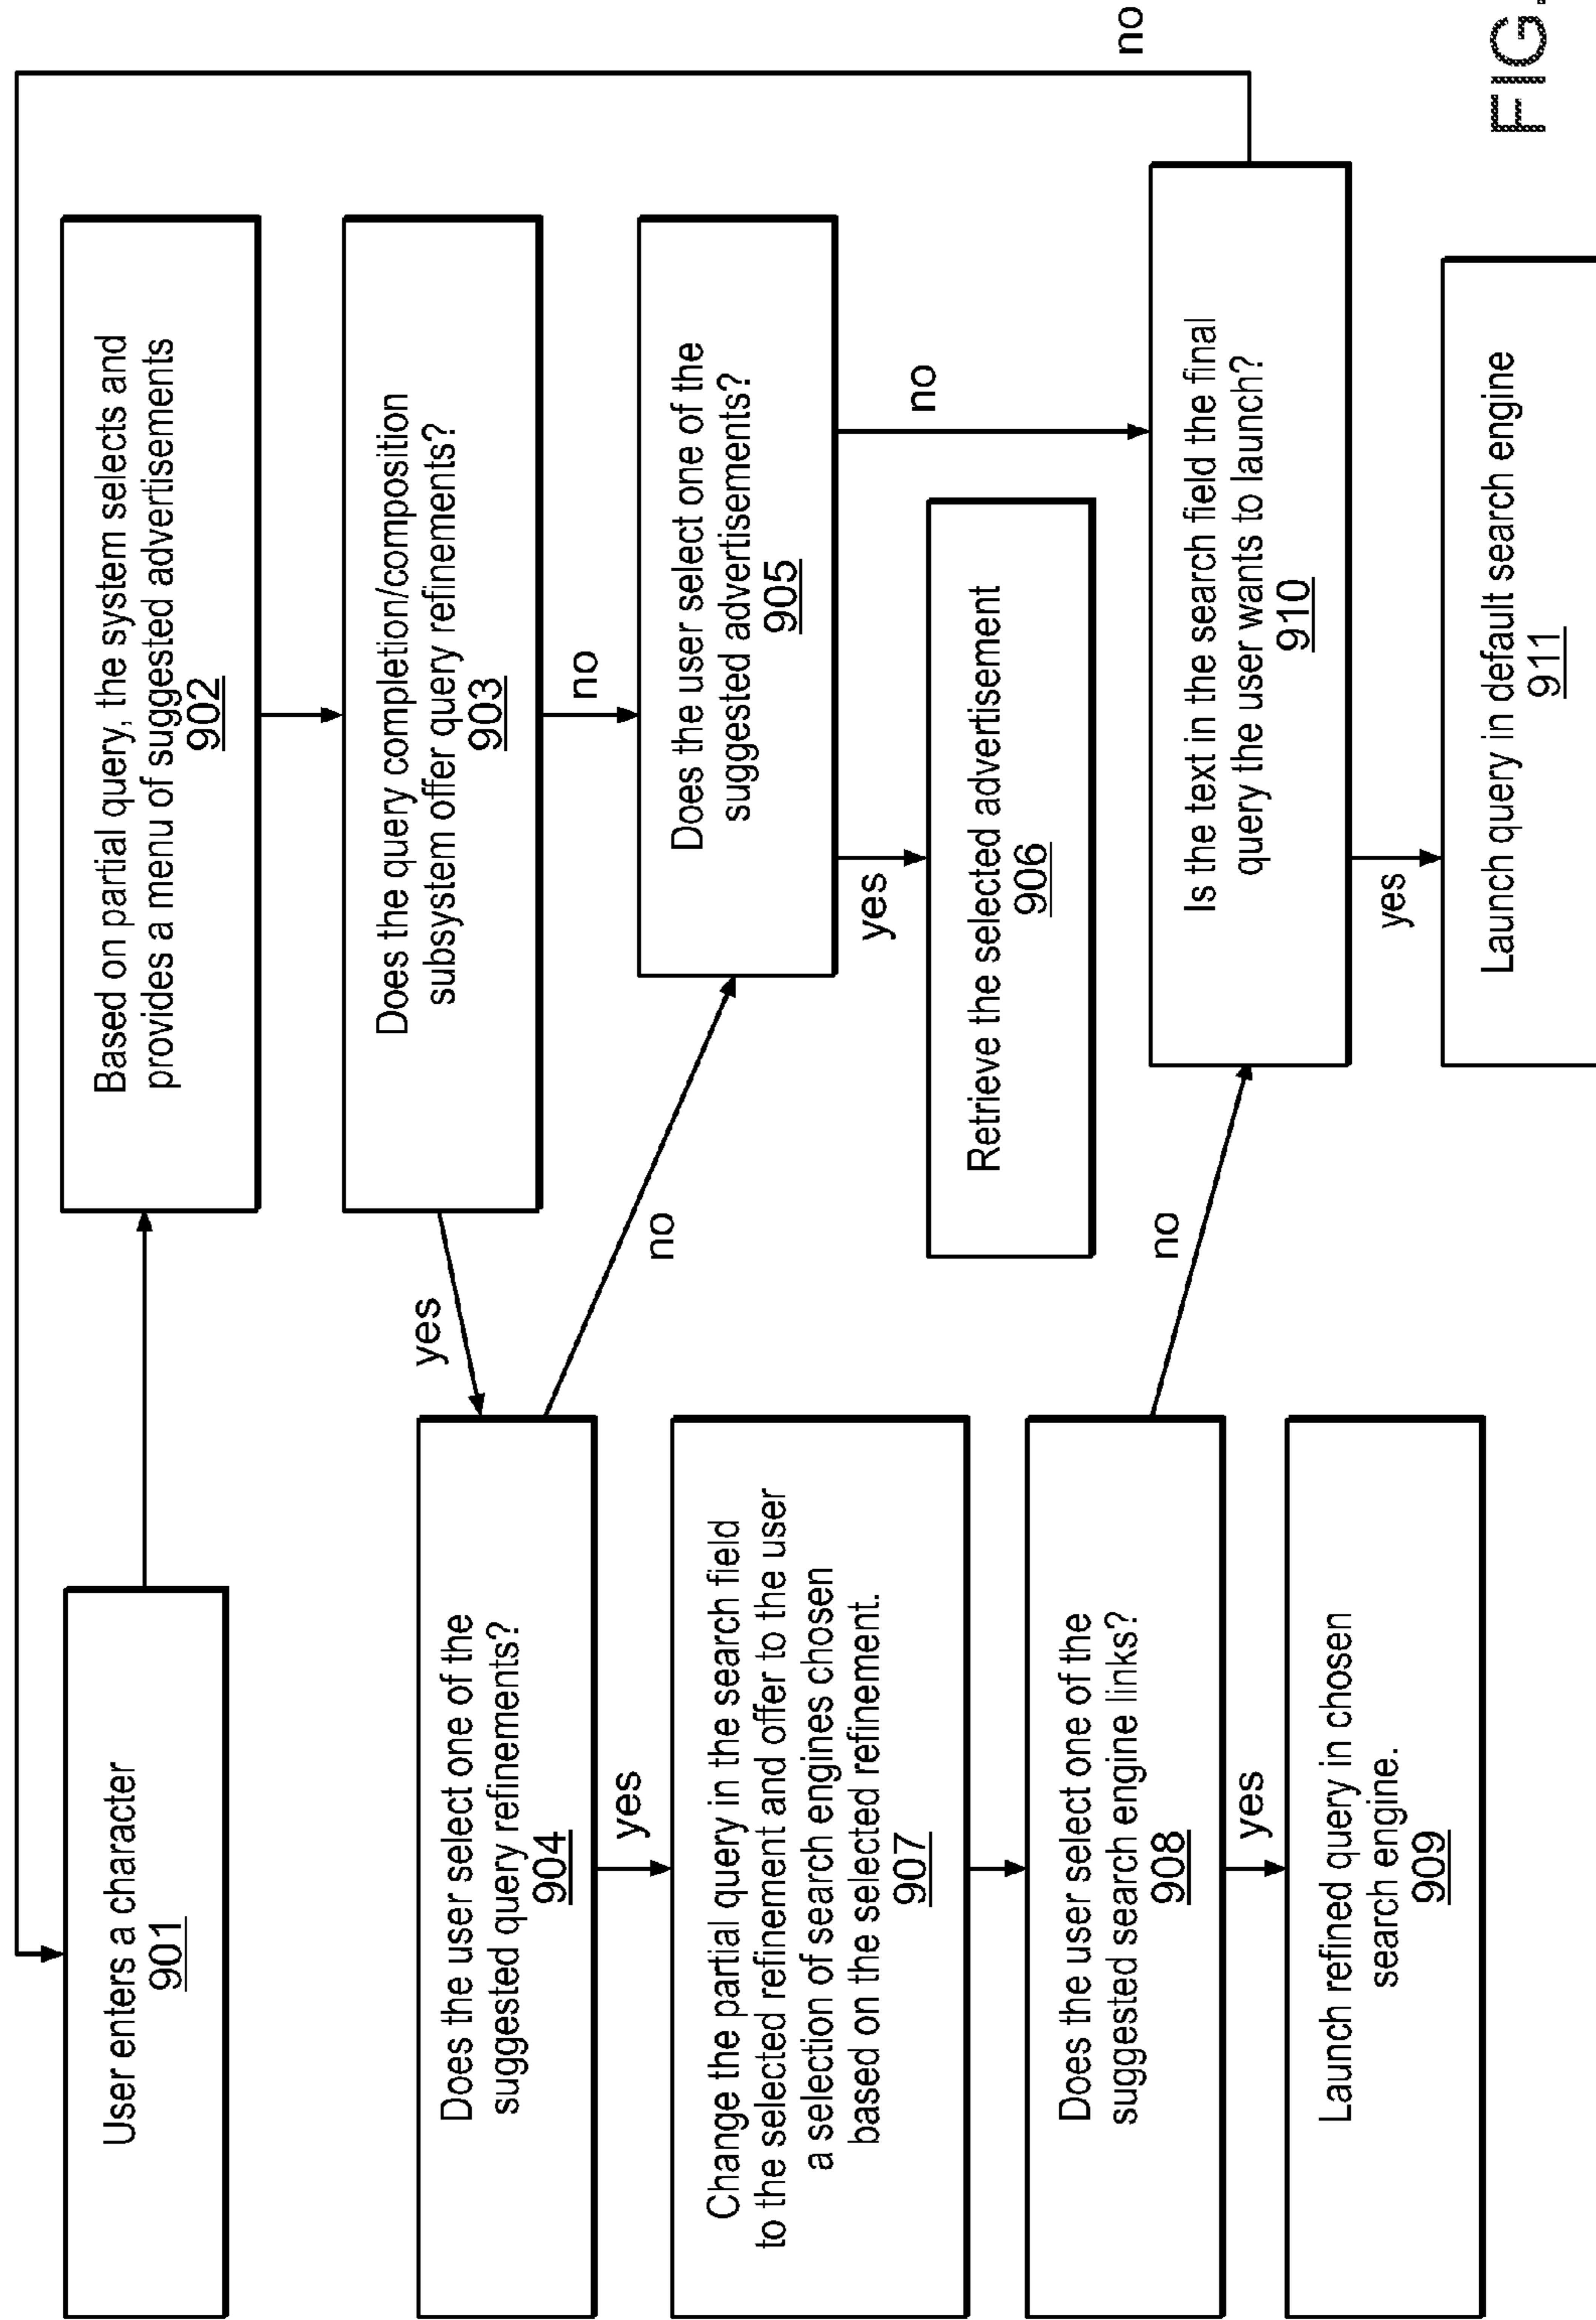 User enters a character
901
Based on partial query, the system selects and
provides a menu of suggested advertisements
902
Does the query completion/composition
subsystem offer query refinements?
903
yes
no
Does the user select one of the
suggested query refinements?
904
no
yes
Does the user select one of the
suggested advertisements?
905
yes
no
Retrieve the selected advertisement
906
Change the partial query in the search field
to the selected refinement and offer to the user
a selection of search engines chosen
based on the selected refinement.
907
Does the user select one of the
suggested search engine links?
908
no
yes
Launch refined query in chosen
search engine.
909
Is the text in the search field the final
query the user wants to launch?
910
no
yes
Launch query in default search engine
911
FIG.